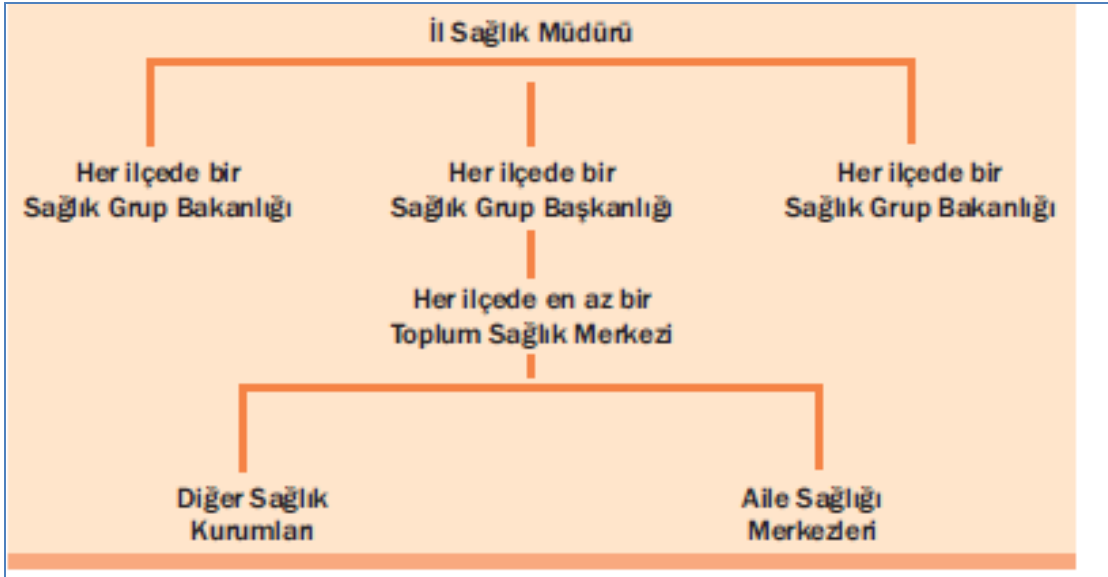 İl Sağlık Müdürü
Her ilçede bir
Sağlık Grup Bakanlığı
Her ilçede bir
Sağlık Grup Başkanlığı
Her ilçede bir
Sağlık Grup Bakanlığı
Her ilçede en az bir
Toplum Sağlık Merkezi
Diğer Sağlık
Kurumları
Aile Sağlığı
Merkezleri